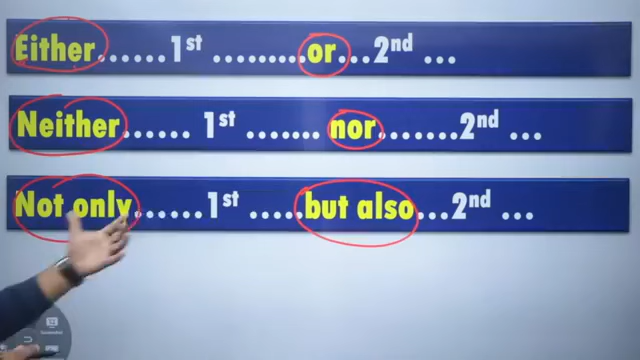 Either......1st .........or...2nd ...
Neither...... 1st ....... nor.......2nd ...
Not only......1st .....but also...2nd ...